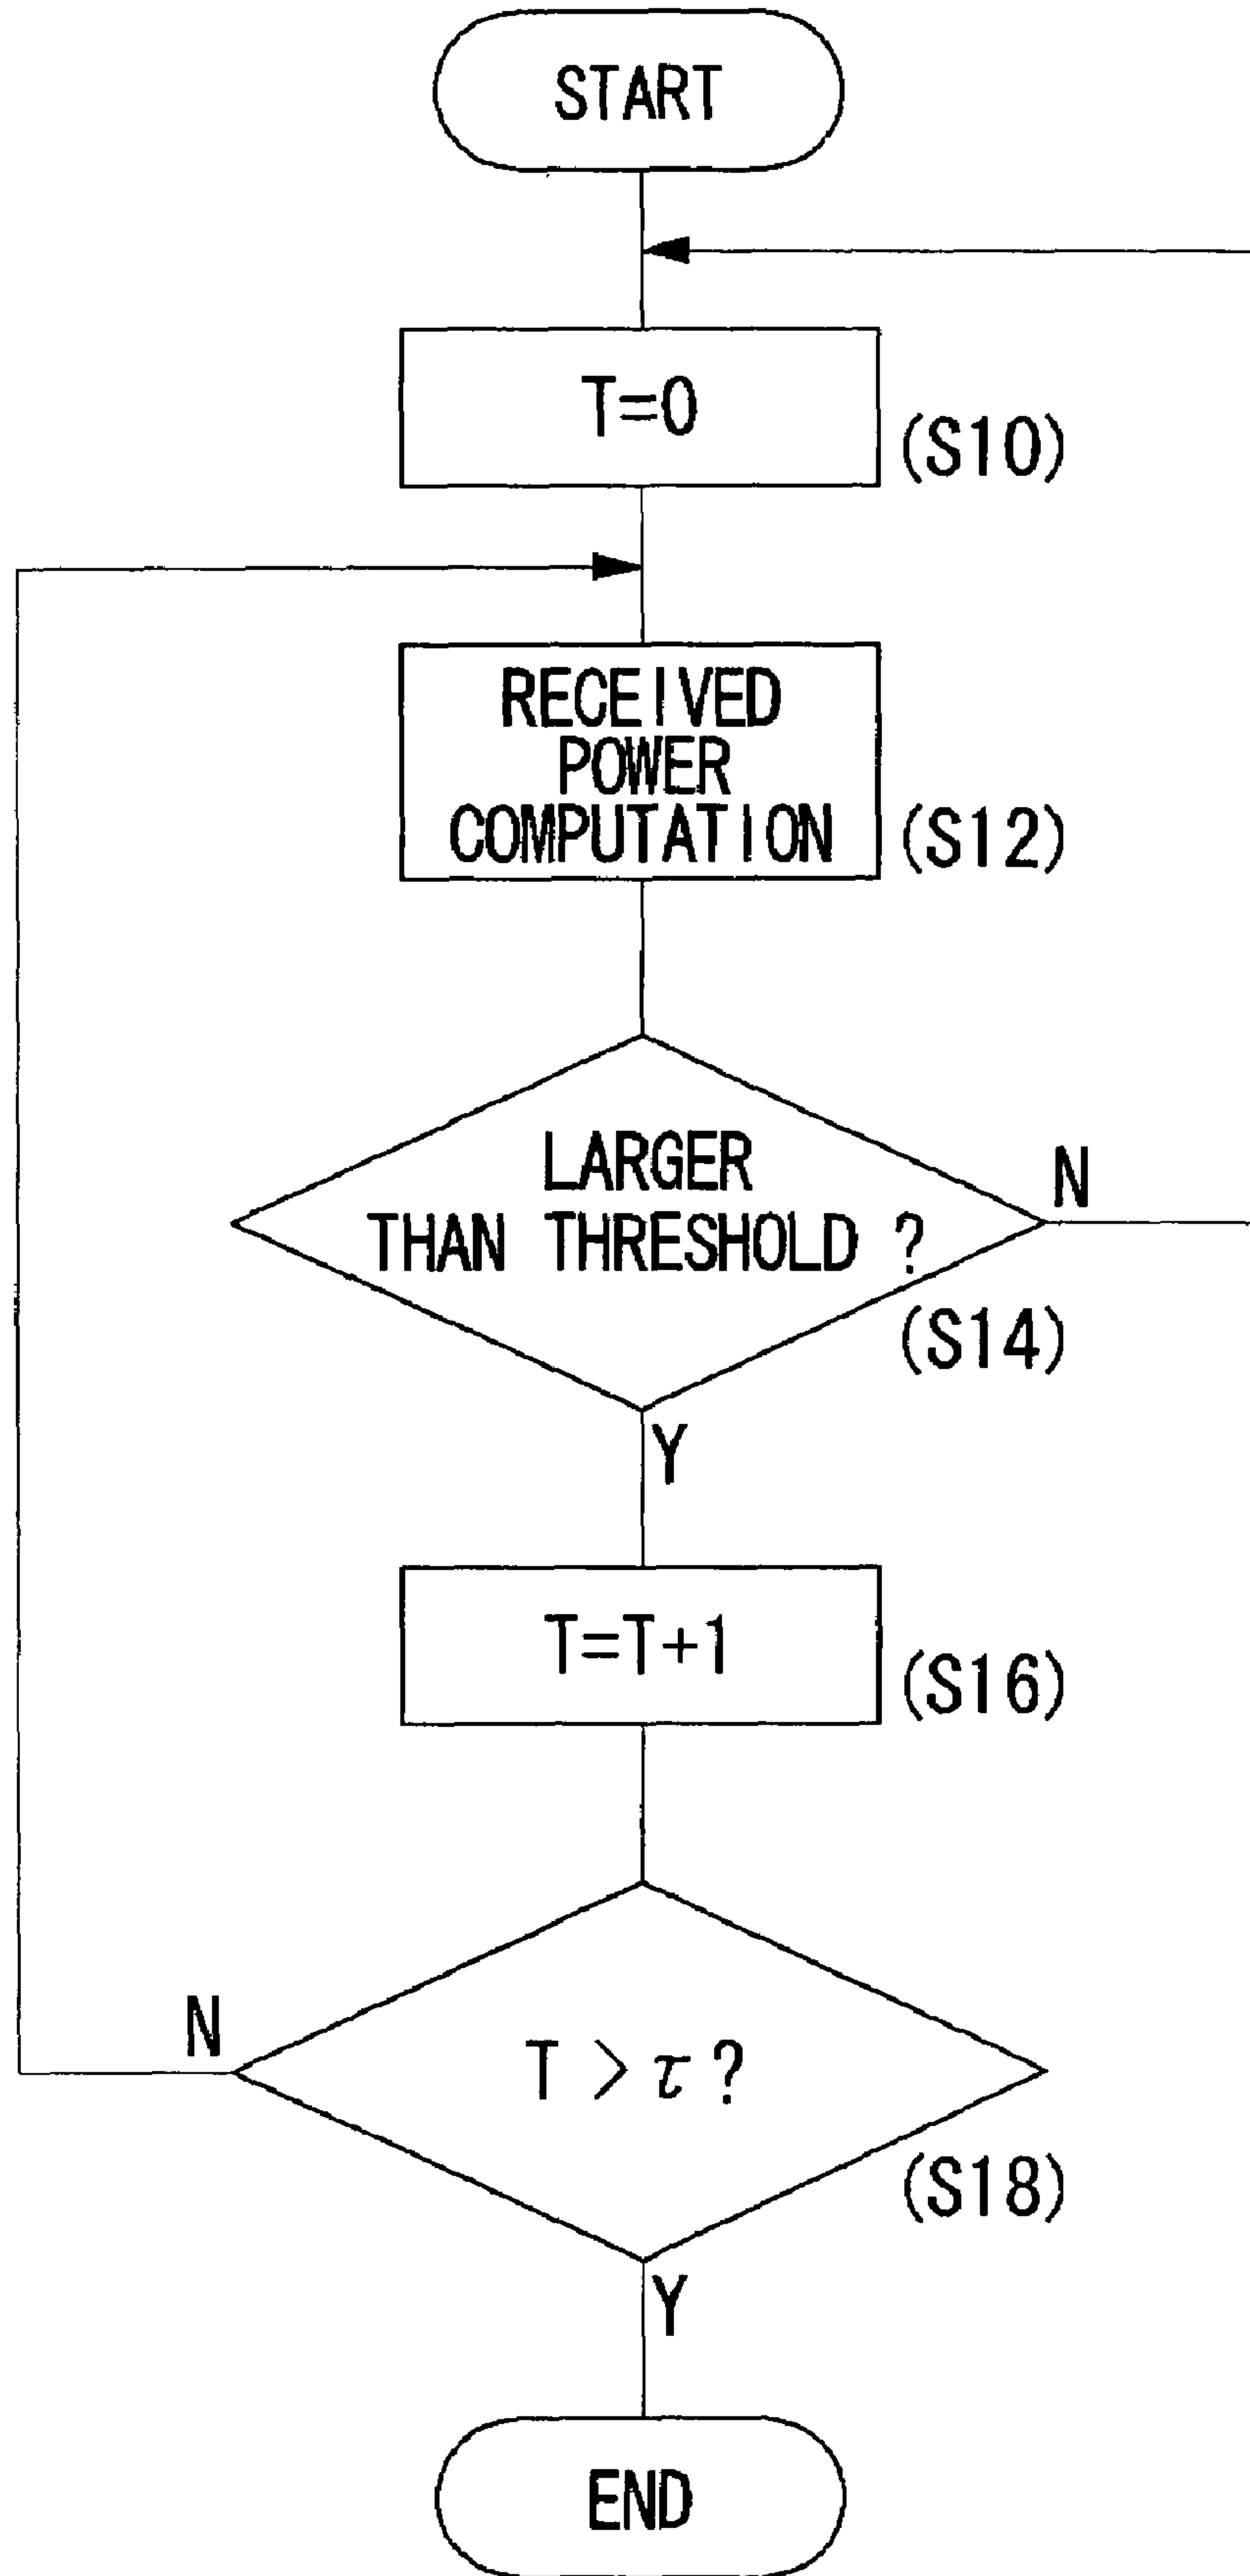 START
T=0
(S10)
RECEIVED
POWER
COMPUTATION
(S12)
LARGER
THAN THRESHOLD ?
N
(S14)
Y
T=T+1
(S16)
N
T > τ ?
(S18)
Y
END